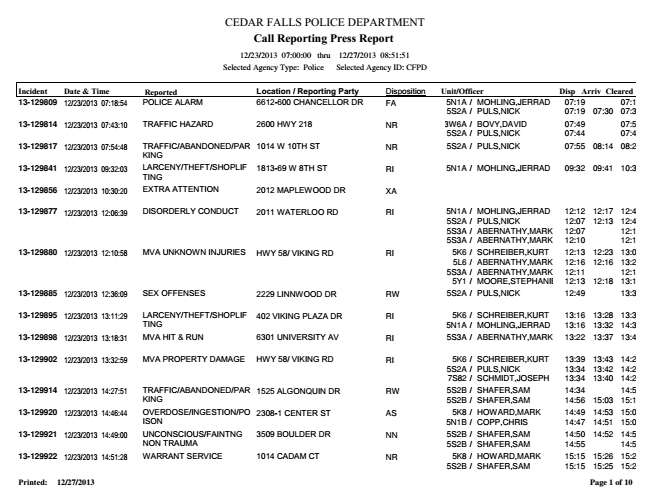 CEDAR FALLS POLICE DEPARTMENT
Call Reporting Press Report
12/23/2013 07:00:00 thru 12/27/2013 08:51:51
Selected Agency Type: Police Selected Agency ID: CFPD
Incident Date & Time Reported Location / Reporting Party Disposition Unit/Officer Disp Arriv Cleared
13-129809 12/23/2013 07:18:54 POLICE ALARM 6612-600 CHANCELLOR DR FA 5N1A / MOHLING,JERRAD 07:19 07:1
5S2A / PULS,NICK 07:19 07:30 07:3
13-129814 12/23/2013 07:43:10 TRAFFIC HAZARD 2600 HWY 218 NR 3W6A / BOVY,DAVID 07:49 07:5
5S2A / PULS,NICK 07:44 07:4
13-129817 12/23/2013 07:54:48 TRAFFIC/ABANDONED/PAR 1014 W 10TH ST NR 5S2A / PULS,NICK 07:55 08:14 08:2
KING
13-129841 12/23/2013 09:32:03 LARCENY/THEFT/SHOPLIF 1813-69 W 8TH ST RI 5N1A / MOHLING,JERRAD 09:32 09:41 10:3
TING
13-129856 12/23/2013 10:30:20 EXTRA ATTENTION 2012 MAPLEWOOD DR XA
13-129877 12/23/2013 12:06:39 DISORDERLY CONDUCT 2011 WATERLOO RD RI 5N1A / MOHLING,JERRAD 12:12 12:17 12:4
5S2A / PULS,NICK 12:07 12:13 12:4
5S3A / ABERNATHY,MARK 12:07 12:1
5S3A / ABERNATHY,MARK 12:10 12:1
13-129880 12/23/2013 12:10:58 MVA UNKNOWN INJURIES HWY 58/ VIKING RD RI 5K6 / SCHREIBER,KURT 12:13 12:23 13:0
5L6 / ABERNATHY,MARK 12:16 12:16 13:2
5S3A / ABERNATHY,MARK 12:11 12:1
5Y1 / MOORE,STEPHANIE 12:13 12:18 13:1
13-129885 12/23/2013 12:36:09 SEX OFFENSES 2229 LINNWOOD DR RW 5S2A / PULS,NICK 12:49 13:3
13-129895 12/23/2013 13:11:29 LARCENY/THEFT/SHOPLIF 402 VIKING PLAZA DR RI 5K6 / SCHREIBER,KURT 13:16 13:28 13:3
TING 5N1A / MOHLING,JERRAD 13:16 13:32 14:3
13-129898 12/23/2013 13:18:31 MVA HIT & RUN 6301 UNIVERSITY AV RI 5S3A / ABERNATHY,MARK 13:22 13:37 13:4
13-129902 12/23/2013 13:32:59 MVA PROPERTY DAMAGE HWY 58/ VIKING RD RI 5K6 / SCHREIBER,KURT 13:39 13:43 14:2
5S2A / PULS,NICK 13:34 13:42 14:2
7S82 / SCHMIDT,JOSEPH 13:34 13:40 14:2
13-129914 12/23/2013 14:27:51 TRAFFIC/ABANDONED/PAR 1525 ALGONQUIN DR RW 5S2B / SHAFER,SAM 14:34 14:5
KING 5S2B / SHAFER,SAM 14:56 15:03 15:1
13-129920 12/23/2013 14:46:44 OVERDOSE/INGESTION/PO 2308-1 CENTER ST AS 5K8 / HOWARD,MARK 14:49 14:53 15:0
ISON 5N1B / COPP,CHRIS 14:47 14:51 15:0
13-129921 12/23/2013 14:49:00 UNCONSCIOUS/FAINTNG 3509 BOULDER DR NN 5S2B / SHAFER,SAM 14:50 14:52 15:5
NON TRAUMA 5S2B / SHAFER,SAM 14:55 14:5
13-129922 12/23/2013 14:51:28 WARRANT SERVICE 1014 CADAM CT NR 5K8 / HOWARD,MARK 15:15 15:26 15:2
5S2B / SHAFER,SAM 15:15 15:25 15:2
Printed: 12/27/2013 Page 1 of 10